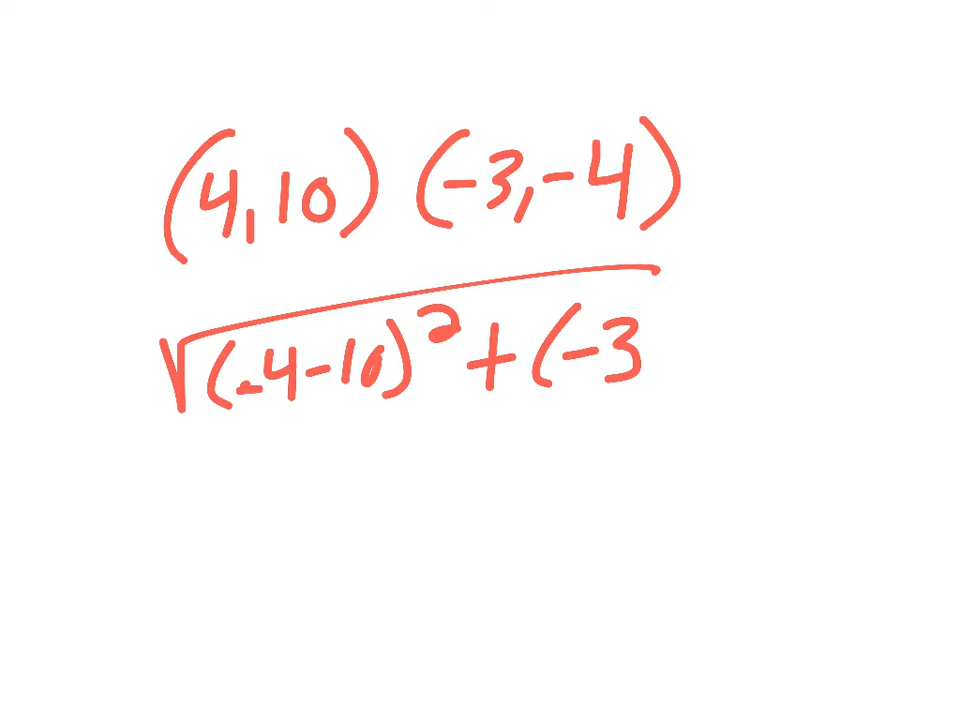 (4,10) (-3,-4)
√(-4-10)² + (-3